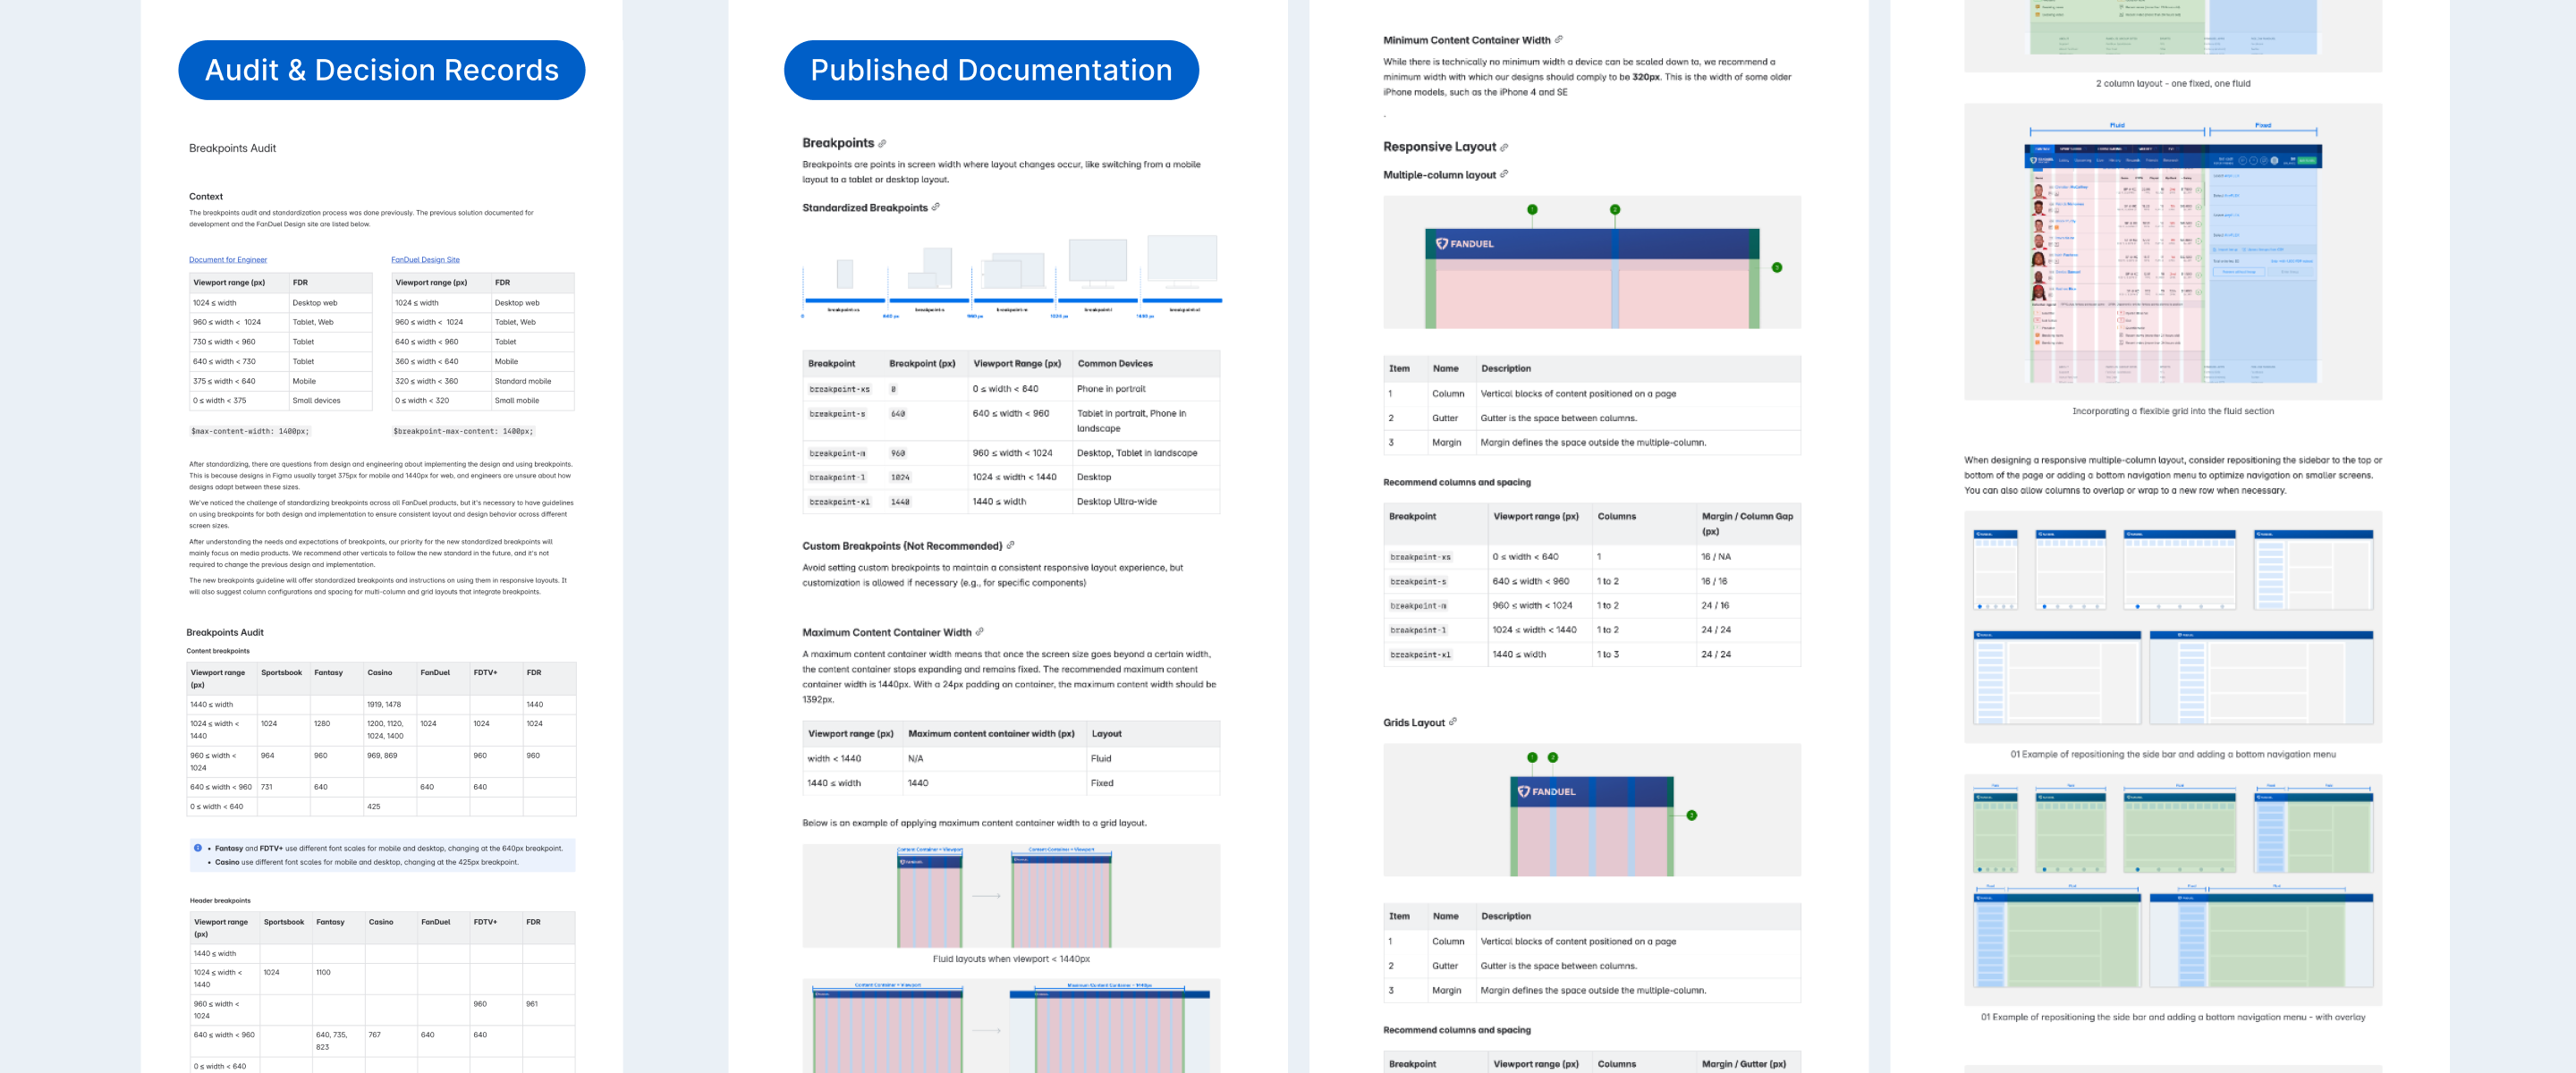 Audit & Decision Records
Breakpoints Audit
Context
The breakpoints audit and standardization process was done previously. The previous solution documented for
development and the FanDuel Design site are listed below.
Document for Engineer
Viewport range (px) FDR
1024 ≤ width Desktop web
960 ≤ width < 1024 Tablet, Web
730 ≤ width < 960 Tablet
640 ≤ width < 730 Tablet
375 ≤ width < 640 Mobile
0 ≤ width < 375 Small devices
$max-content-width: 1400px;
FanDuel Design Site
Viewport range (px) FDR
1024 ≤ width Desktop web
960 ≤ width < 1024 Tablet, Web
640 ≤ width < 960 Tablet
360 ≤ width < 640 Mobile
320 ≤ width < 360 Standard mobile
0 ≤ width < 320 Small mobile
$breakpoint-max-content: 1400px;
After standardizing, there are questions from design and engineering about implementing the design and using breakpoints.
This is because designs in Figma usually target 375px for mobile and 1440px for web, and engineers are unsure about how
designs adapt between these sizes.
We've noticed the challenge of standardizing breakpoints across all FanDuel products, but it's necessary to have guidelines
on using breakpoints for both design and implementation to ensure consistent layout and design behavior across different
screen sizes.
After understanding the needs and expectations of breakpoints, our priority for the new standardized breakpoints will
mainly focus on media products. We recommend other verticals to follow the new standard in the future, and it's not
required to change the previous design and implementation.
The new breakpoints guideline will offer standardized breakpoints and instructions on using them in responsive layouts. It
will also suggest column configurations and spacing for multi-column and grid layouts that integrate breakpoints.
Breakpoints Audit
Content breakpoints
Viewport range Sportsbook Fantasy Casino FanDuel FDTV+ FDR
(px)
1440 ≤ width 1919, 1478 1440
1024 ≤ width < 1024 1280 1200, 1120, 1024 1024 1024
1440 1024, 1400
960 ≤ width < 964 960 969, 869 960 960
1024
640 ≤ width < 960 731 640 640 640
0 ≤ width < 640 425
• Fantasy and FDTV+ use different font scales for mobile and desktop, changing at the 640px breakpoint.
• Casino use different font scales for mobile and desktop, changing at the 425px breakpoint.
Header breakpoints
Viewport range Sportsbook Fantasy Casino FanDuel FDTV+ FDR
(px)
1440 ≤ width
1024 ≤ width < 1024 1100
1440
960 ≤ width < 960 961
1024
640 ≤ width < 960 640, 735, 767 640 640
823
0 ≤ width < 640
Published Documentation
Breakpoints
Breakpoints are points in screen width where layout changes occur, like switching from a mobile
layout to a tablet or desktop layout.
Standardized Breakpoints
breakpoint-xs breakpoint-s breakpoint-m breakpoint-l breakpoint-xl
0 640 px 960 px 1024 px 1440 px
Breakpoint Breakpoint (px) Viewport Range (px) Common Devices
breakpoint-xs 0 0 ≤ width < 640 Phone in portrait
breakpoint-s 640 640 ≤ width < 960 Tablet in portrait, Phone in
landscape
breakpoint-m 960 960 ≤ width < 1024 Desktop, Tablet in landscape
breakpoint-l 1024 1024 ≤ width < 1440 Desktop
breakpoint-xl 1440 1440 ≤ width Desktop Ultra-wide
Custom Breakpoints (Not Recommended)
Avoid setting custom breakpoints to maintain a consistent responsive layout experience, but
customization is allowed if necessary (e.g., for specific components)
Maximum Content Container Width
A maximum content container width means that once the screen size goes beyond a certain width,
the content container stops expanding and remains fixed. The recommended maximum content
container width is 1440px. With a 24px padding on container, the maximum content width should be
1392px.
Viewport range (px) Maximum content container width (px) Layout
width < 1440 N/A Fluid
1440 ≤ width 1440 Fixed
Below is an example of applying maximum content container width to a grid layout.
Content Container = Viewport Content Container = Viewport
Fluid layouts when viewport < 1440px
Content Container = Viewport Maximum Content Container = 1440px
Minimum Content Container Width
While there is technically no minimum width a device can be scaled down to, we recommend a
minimum width with which our designs should comply to be 320px. This is the width of some older
iPhone models, such as the iPhone 4 and SE
.
Responsive Layout
Multiple-column layout
1 2
FANDUEL
3
Item Name Description
1 Column Vertical blocks of content positioned on a page
2 Gutter Gutter is the space between columns.
3 Margin Margin defines the space outside the multiple-column.
Recommend columns and spacing
Breakpoint Viewport range (px) Columns Margin / Column Gap
(px)
breakpoint-xs 0 ≤ width < 640 1 16 / NA
breakpoint-s 640 ≤ width < 960 1 to 2 16 / 16
breakpoint-m 960 ≤ width < 1024 1 to 2 24 / 16
breakpoint-l 1024 ≤ width < 1440 1 to 2 24 / 24
breakpoint-xl 1440 ≤ width 1 to 3 24 / 24
Grids Layout
1 2
FANDUEL
3
Item Name Description
1 Column Vertical blocks of content positioned on a page
2 Gutter Gutter is the space between columns.
3 Margin Margin defines the space outside the multiple-column.
Recommend columns and spacing
Breakpoint Viewport range (px) Columns Margin / Gutter (px)
2 column layout - one fixed, one fluid
Fluid Fixed
Incorporating a flexible grid into the fluid section
When designing a responsive multiple-column layout, consider repositioning the sidebar to the top or
bottom of the page or adding a bottom navigation menu to optimize navigation on smaller screens.
You can also allow columns to overlap or wrap to a new row when necessary.
01 Example of repositioning the side bar and adding a bottom navigation menu
01 Example of repositioning the side bar and adding a bottom navigation menu - with overlay